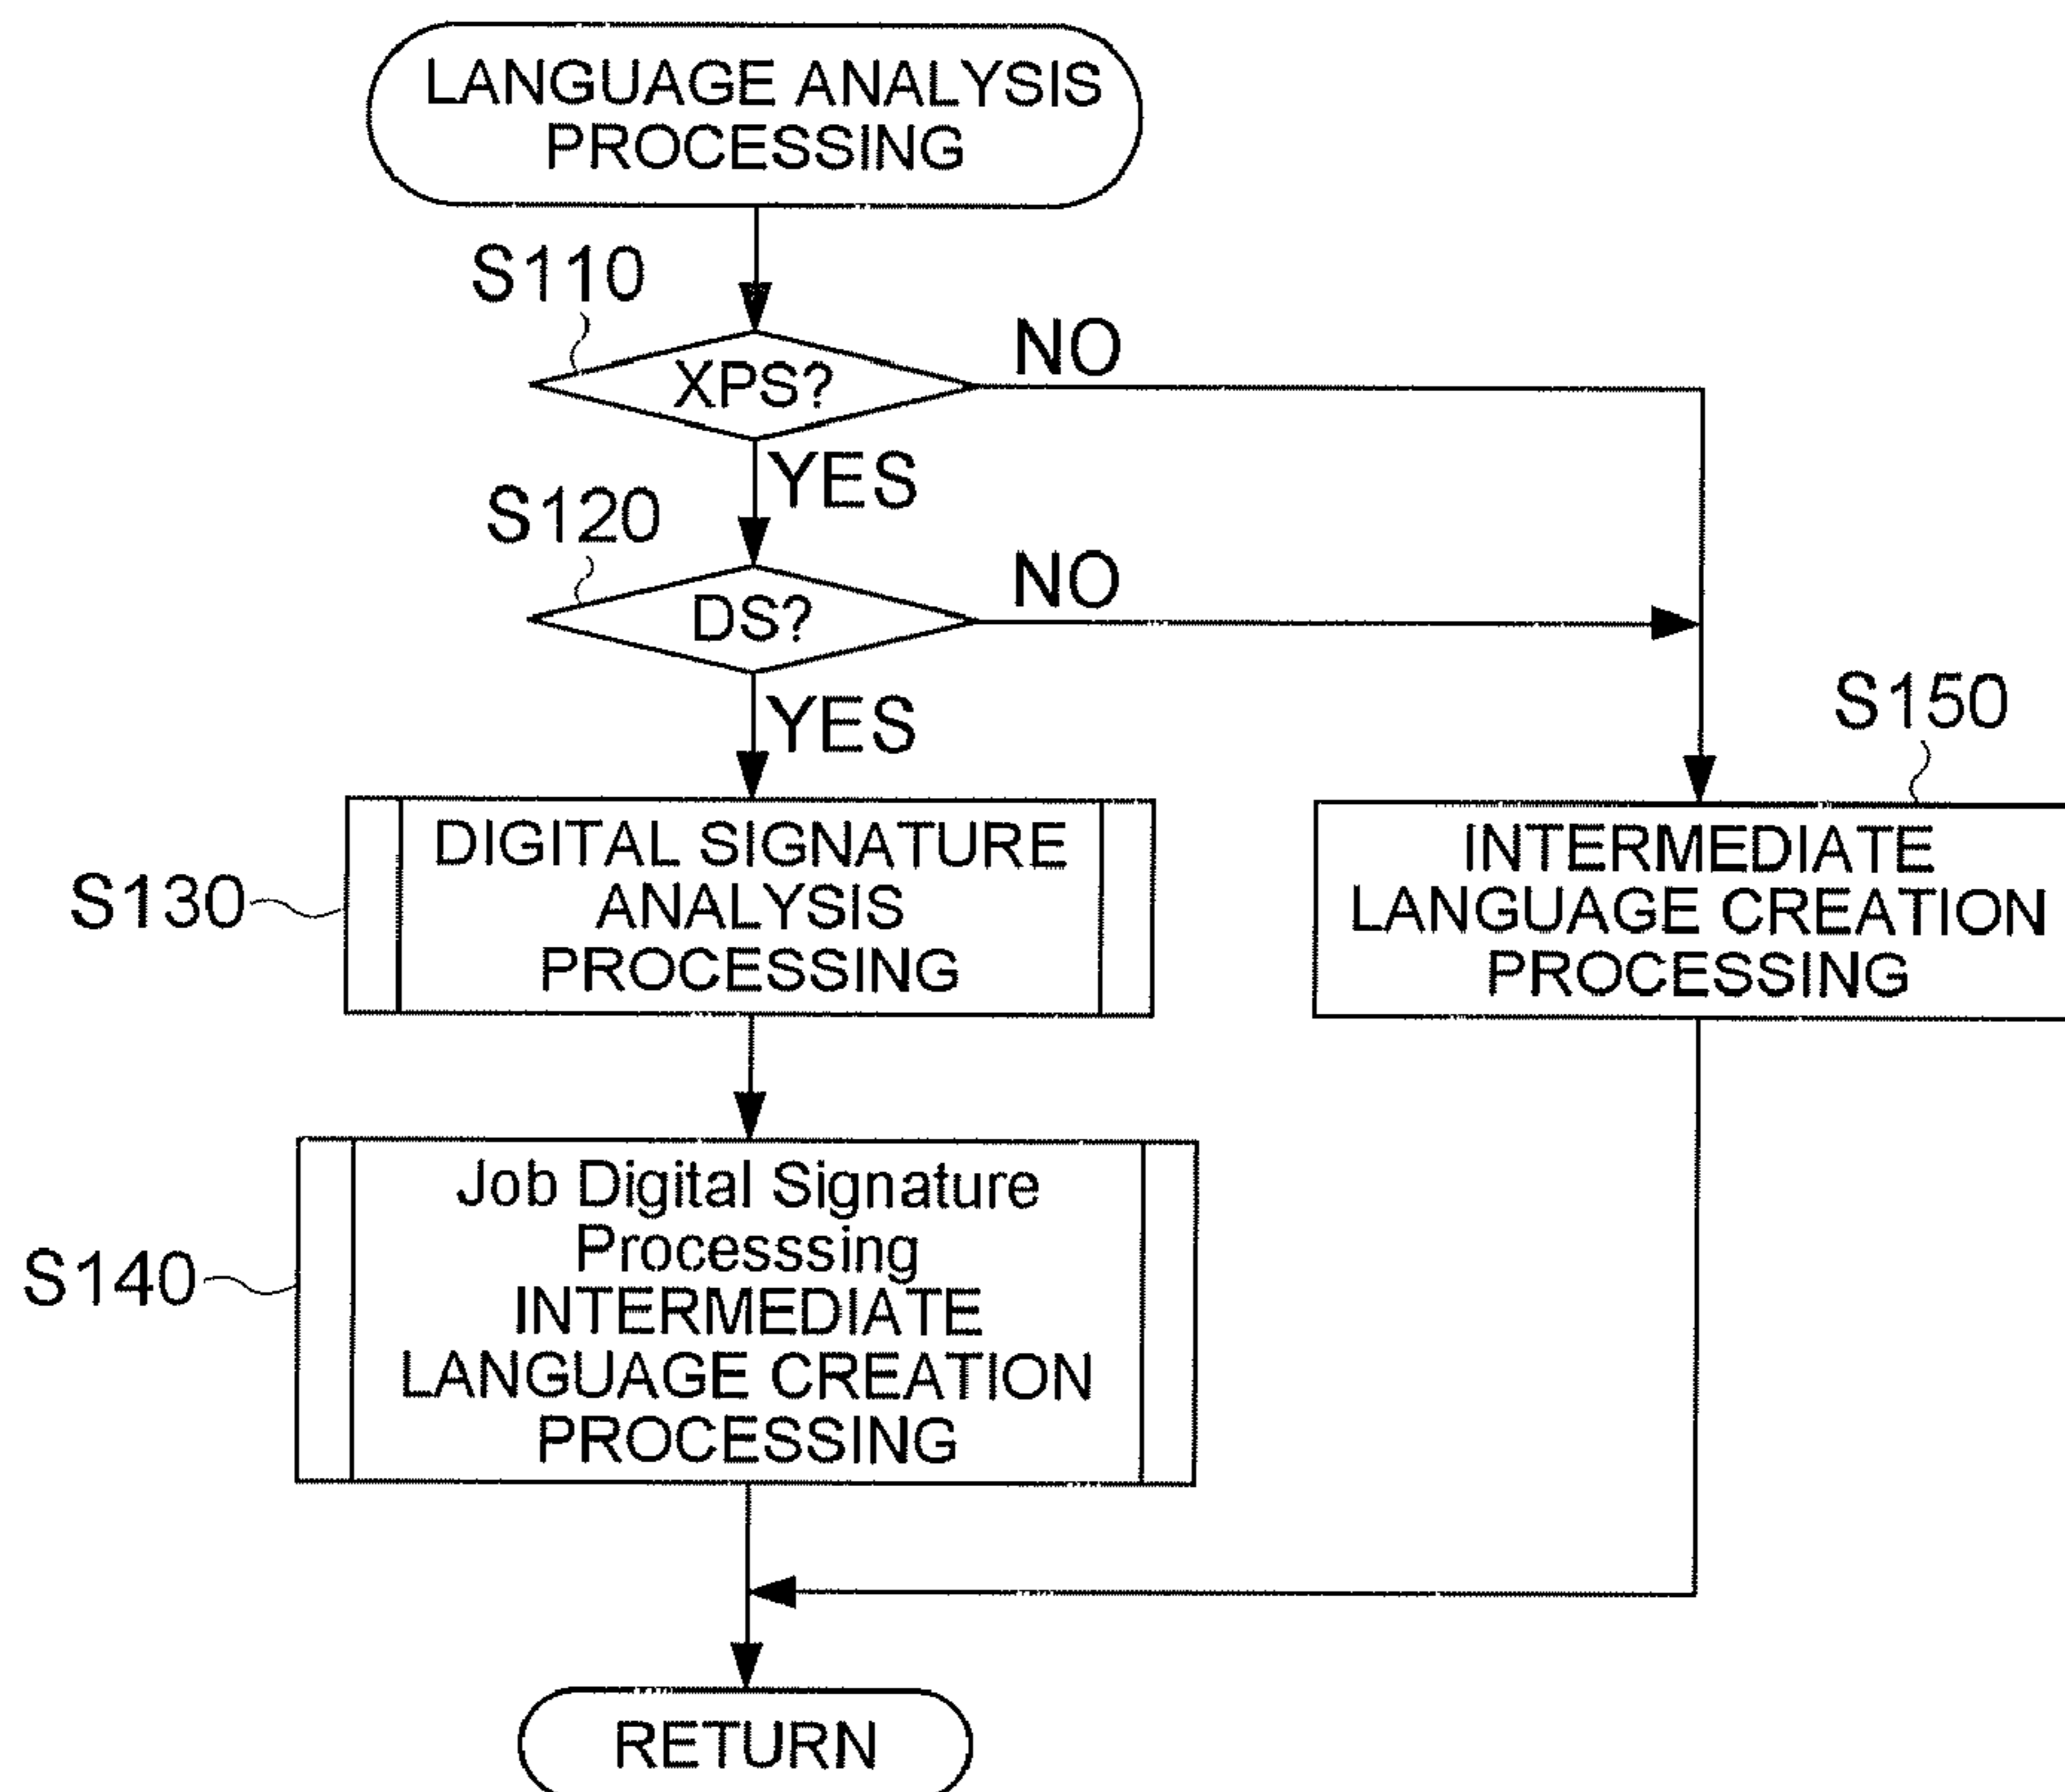 LANGUAGE ANALYSIS
PROCESSING
S110
XPS?
NO
YES
S120
DS?
NO
YES
S130
DIGITAL SIGNATURE
ANALYSIS
PROCESSING
S150
INTERMEDIATE
LANGUAGE CREATION
PROCESSING
S140
Job Digital Signature
Processsing
INTERMEDIATE
LANGUAGE CREATION
PROCESSING
RETURN